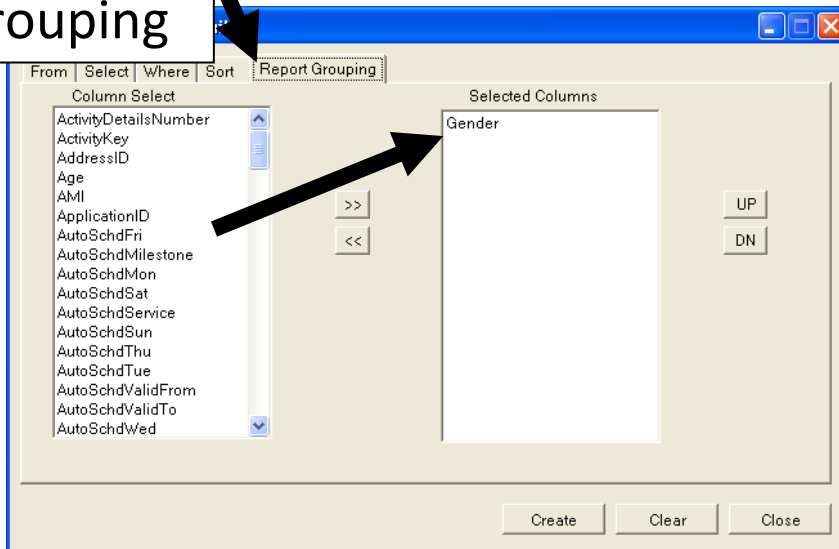 rouping
From Select Where Sort Report Grouping
Column Select
ActivityDetailsNumber
ActivityKey
AddressID
Age
AMI
ApplicationID
AutoSchdFri
AutoSchdMilestone
AutoSchdMon
AutoSchdSat
AutoSchdService
AutoSchdSun
AutoSchdThu
AutoSchdTue
AutoSchdValidFrom
AutoSchdValidTo
AutoSchdWed
>>
<<
Selected Columns
Gender
UP
DN
Create Clear Close